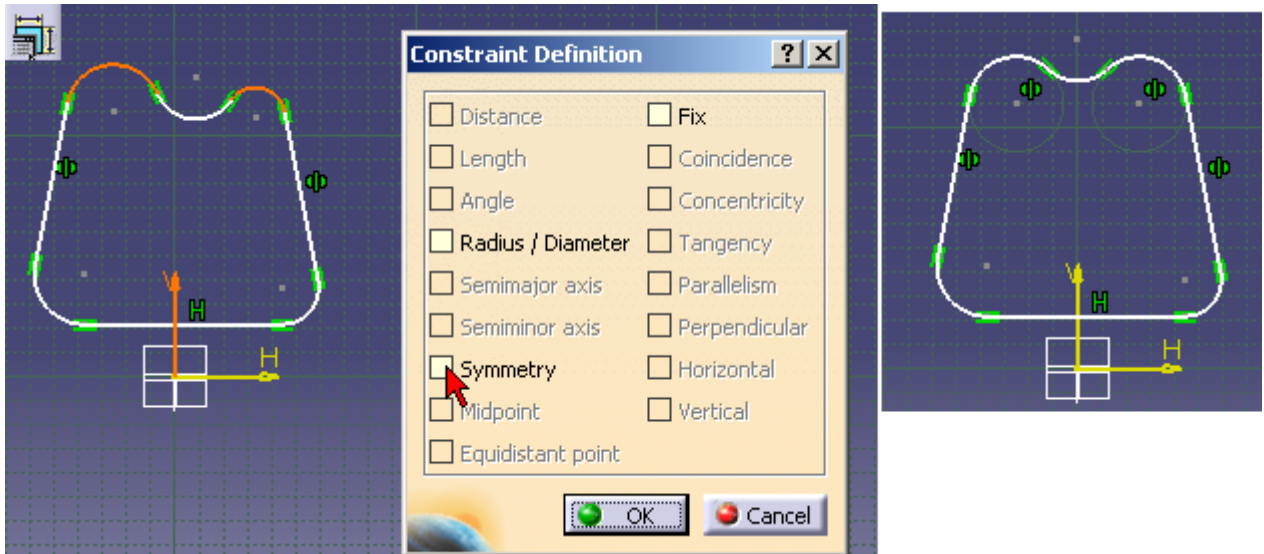 Constraint Definition
Distance
Fix
Length
Coincidence
Angle
Concentricity
Radius / Diameter
Tangency
Semimajor axis
Parallelism
Semiminor axis
Perpendicular
Symmetry
Horizontal
Midpoint
Vertical
Equidistant point
OK
Cancel
V
H
H
V
H
H